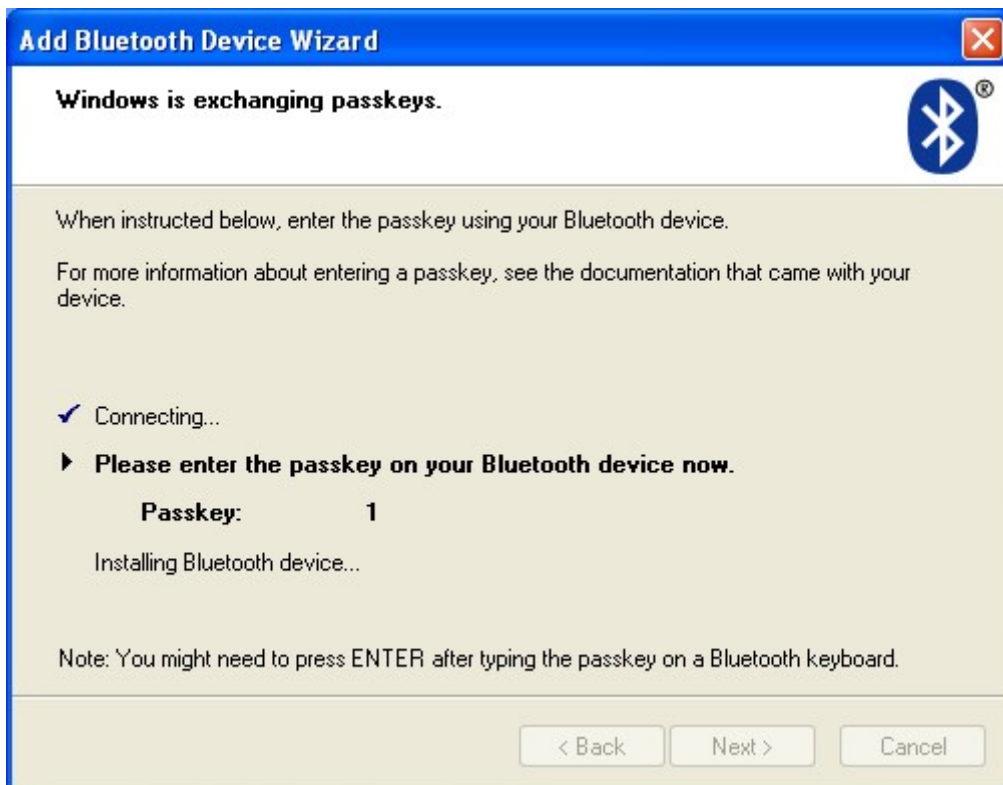 Add Bluetooth Device Wizard
Windows is exchanging passkeys.
®
When instructed below, enter the passkey using your Bluetooth device.
For more information about entering a passkey, see the documentation that came with your
device.
Connecting...
Please enter the passkey on your Bluetooth device now.
Passkey: 1
Installing Bluetooth device...
Note: You might need to press ENTER after typing the passkey on a Bluetooth keyboard.
< Back Next > Cancel